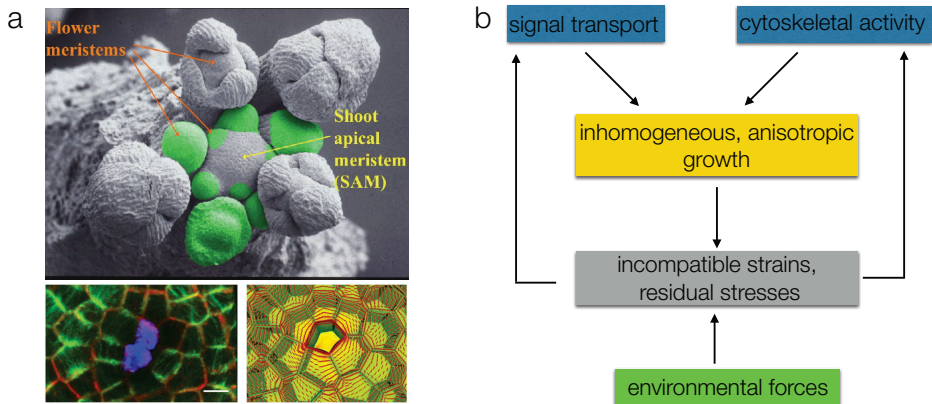 a
Flower
meristems
Shoot
apical
meristem
(SAM)
b
signal transport
cytoskeletal activity
inhomogeneous, anisotropic
growth
incompatible strains,
residual stresses
environmental forces